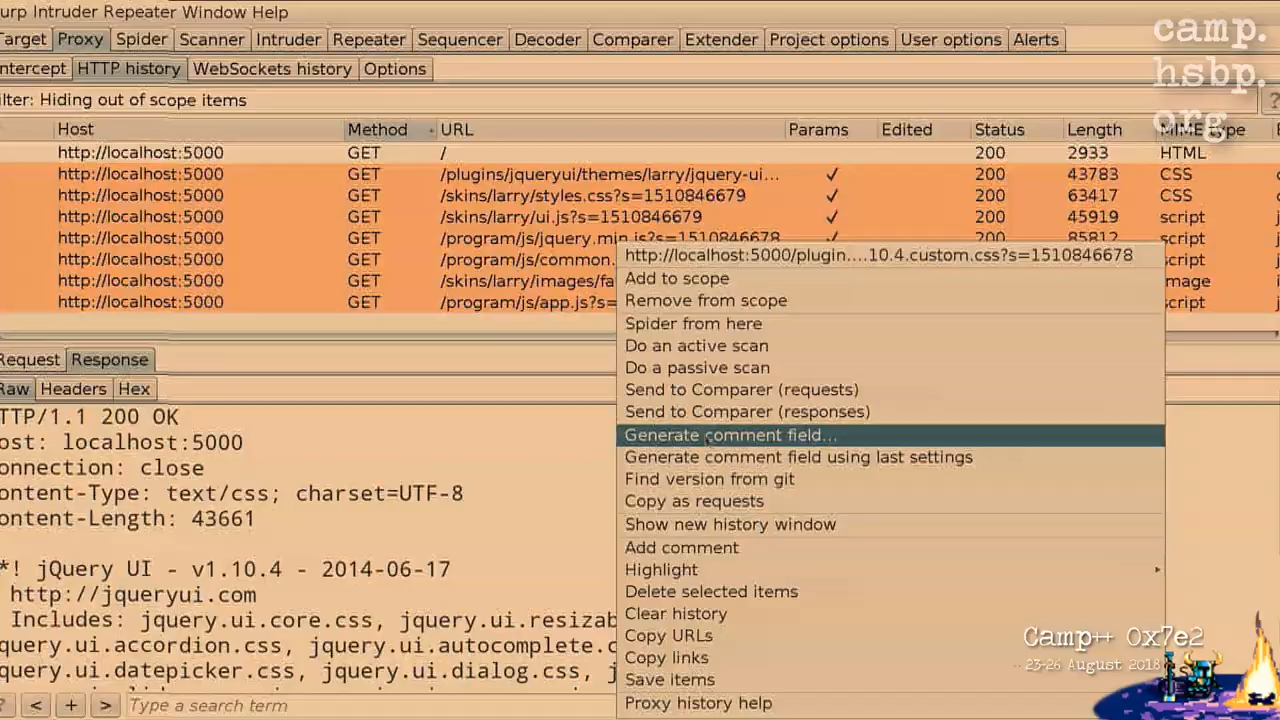 urp Intruder Repeater Window Help
Target Proxy Spider Scanner Intruder Repeater Sequencer Decoder Comparer Extender Project options User options Alerts
ntercept HTTP history WebSockets history Options
ilter: Hiding out of scope items ?
Host Method URL Params Edited Status Length MIME type
http://localhost:5000 GET / 200 2933 HTML
http://localhost:5000 GET /plugins/jqueryui/themes/larry/jquery-ui... ✓ 200 43783 CSS
http://localhost:5000 GET /skins/larry/styles.css?s=1510846679 ✓ 200 63417 CSS
http://localhost:5000 GET /skins/larry/ui.js?s=1510846679 ✓ 200 45919 script
http://localhost:5000 GET /program/js/jquery.min.js?s=1510846678 ✓ 200 85812 script
http://localhost:5000 GET /program/js/common. script
http://localhost:5000 GET /skins/larry/images/fa mage
http://localhost:5000 GET /program/js/app.js?s= script
http://localhost:5000/plugin....10.4.custom.css?s=1510846678
Add to scope
Remove from scope
Spider from here
Do an active scan
Do a passive scan
Send to Comparer (requests)
Send to Comparer (responses)
Generate comment field...
Generate comment field using last settings
Find version from git
Copy as requests
Show new history window
Add comment
Highlight
Delete selected items
Clear history
Copy URLs
Copy links
Save items
Proxy history help
Request Response
Raw Headers Hex
TTP/1.1 200 OK
ost: localhost:5000
onnection: close
ontent-Type: text/css; charset=UTF-8
ontent-Length: 43661
*! jQuery UI - v1.10.4 - 2014-06-17
http://jqueryui.com
Includes: jquery.ui.core.css, jquery.ui.resizab
query.ui.accordion.css, jquery.ui.autocomplete.c
query.ui.datepicker.css, jquery.ui.dialog.css, j
? < + > Type a search term
camp.
hsbp.
org
Camp++ 0x7e2
23-26 August 2018